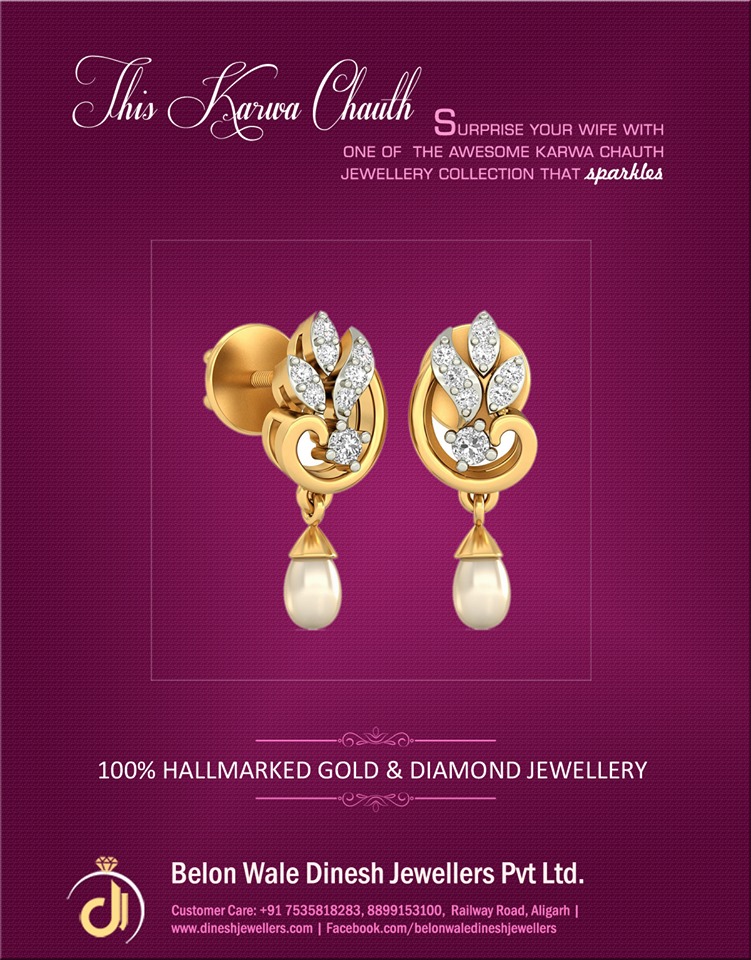 This Karwa Chauth
SURPRISE YOUR WIFE WITH
ONE OF THE AWESOME KARWA CHAUTH
JEWELLERY COLLECTION THAT sparkles
100% HALLMARKED GOLD & DIAMOND JEWELLERY
dj
Belon Wale Dinesh Jewellers Pvt Ltd.
Customer Care: +91 7535818283, 8899153100, Railway Road, Aligarh |
www.dineshjewellers.com | Facebook.com/belonwaledineshjewellers